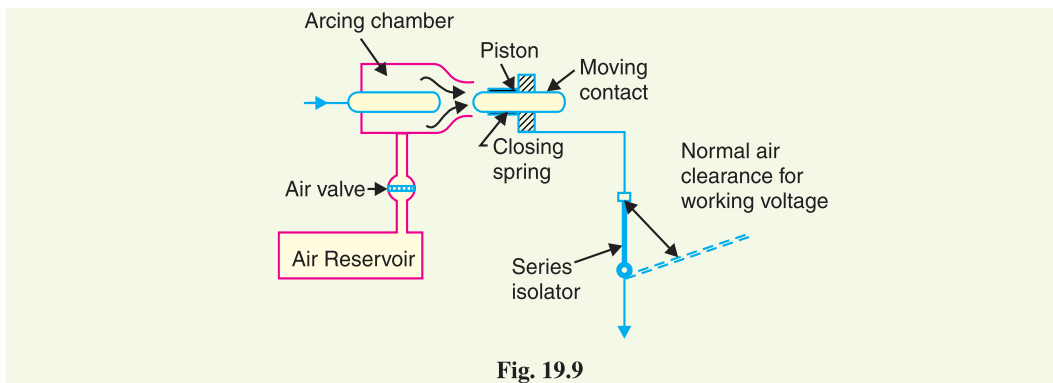 Arcing chamber
Piston
Moving
contact
Closing
spring
Normal air
clearance for
working voltage
Air valve
Air Reservoir
Series
isolator
Fig. 19.9